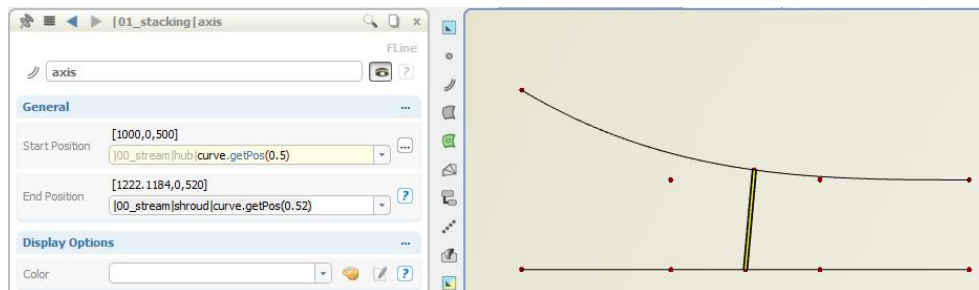 |01_stacking|axis
x
FLine
axis
?
General
...
[1000,0,500]
Start Position
|00_stream|hub|curve.getPos(0.5)
...
[1222.1184,0,520]
End Position
|00_stream|shroud|curve.getPos(0.52)
?
Display Options
...
Color
?